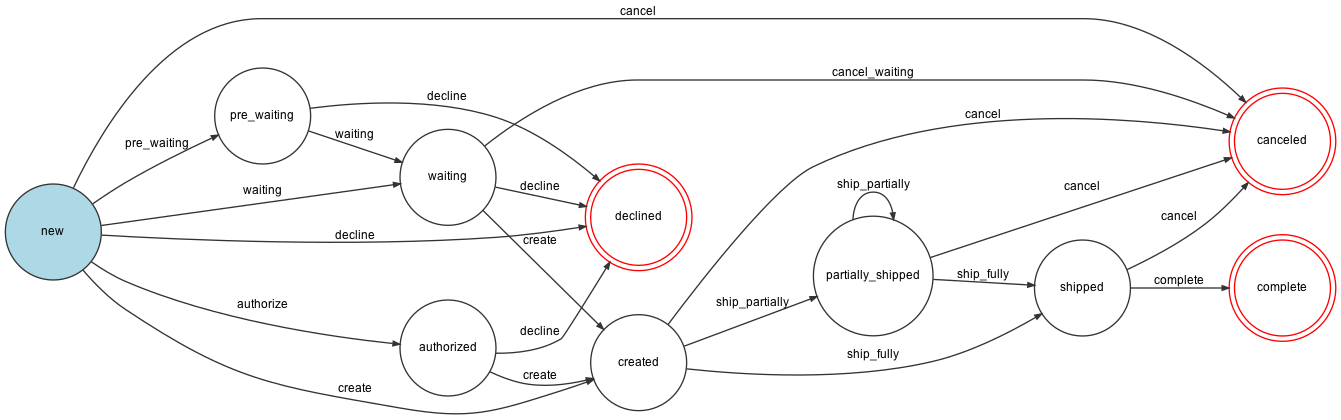 cancel
cancel_waiting
pre_waiting
decline
cancel
waiting
pre_waiting
canceled
waiting
waiting
decline
ship_partially
cancel
declined
cancel
new
decline
create
partially_shipped
ship_fully
shipped
complete
complete
authorize
ship_partially
decline
authorized
create
created
ship_fully
create